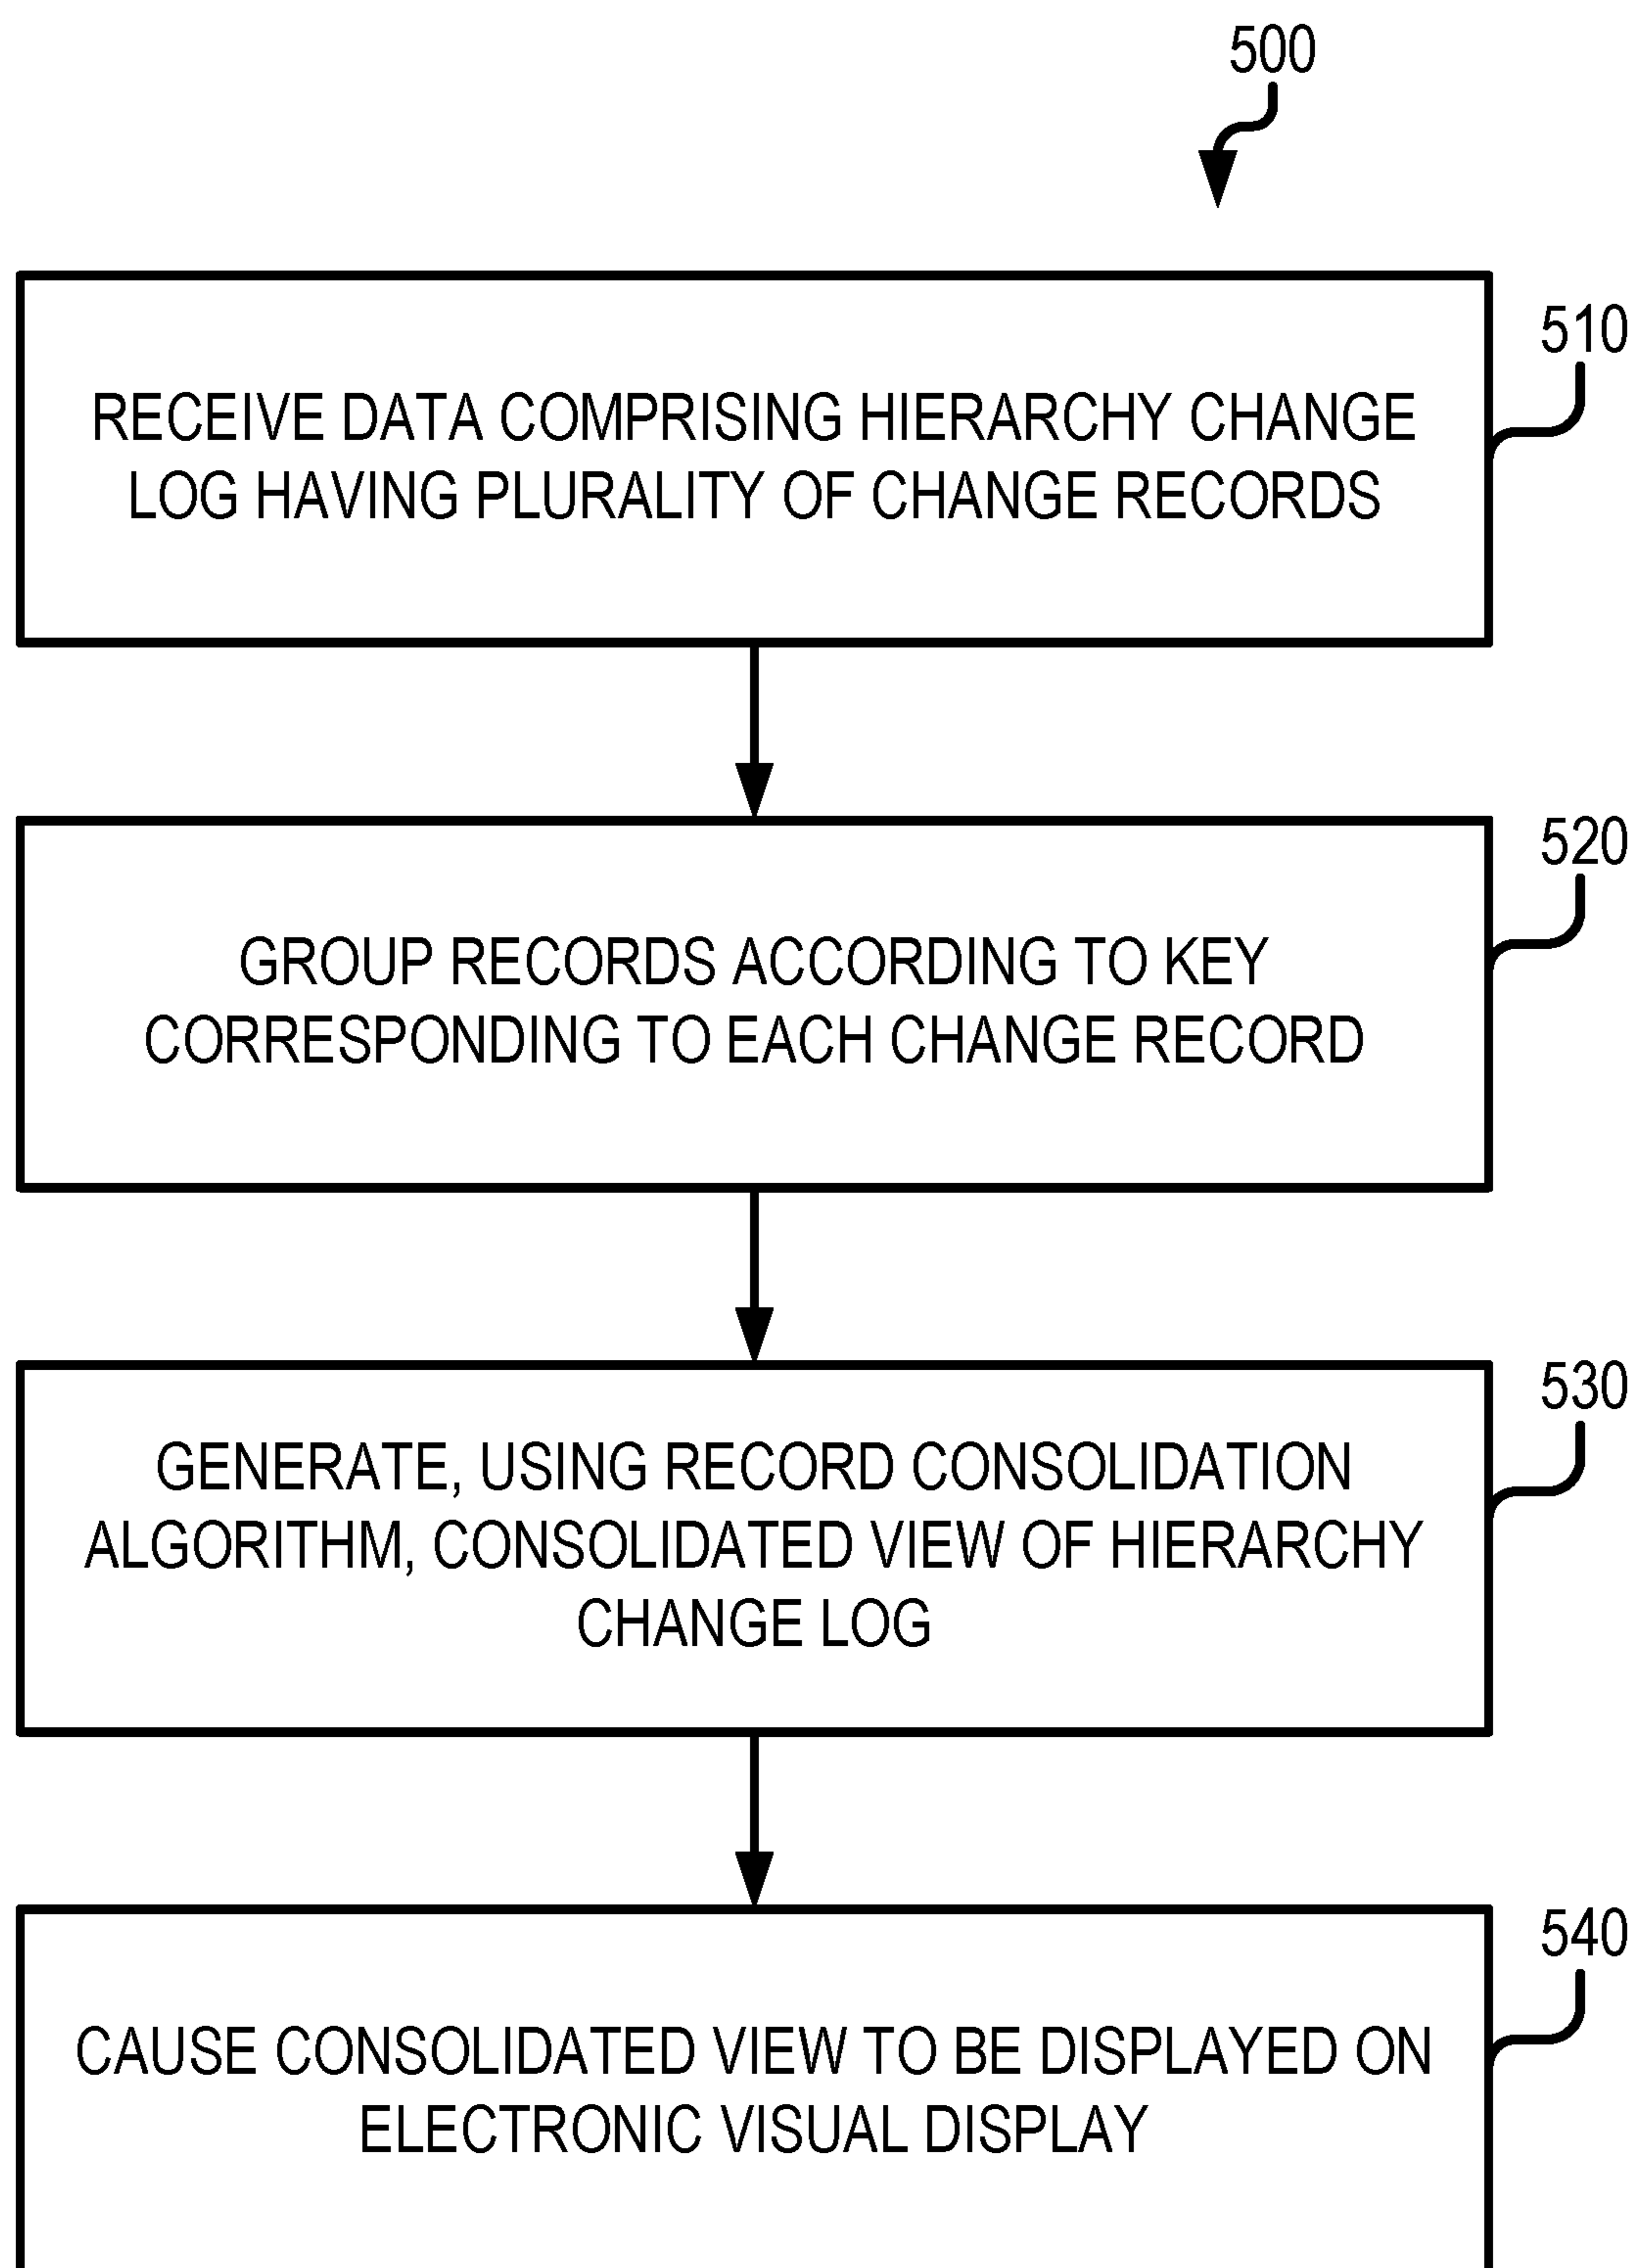 500
510
RECEIVE DATA COMPRISING HIERARCHY CHANGE
LOG HAVING PLURALITY OF CHANGE RECORDS
520
GROUP RECORDS ACCORDING TO KEY
CORRESPONDING TO EACH CHANGE RECORD
530
GENERATE, USING RECORD CONSOLIDATION
ALGORITHM, CONSOLIDATED VIEW OF HIERARCHY
CHANGE LOG
540
CAUSE CONSOLIDATED VIEW TO BE DISPLAYED ON
ELECTRONIC VISUAL DISPLAY